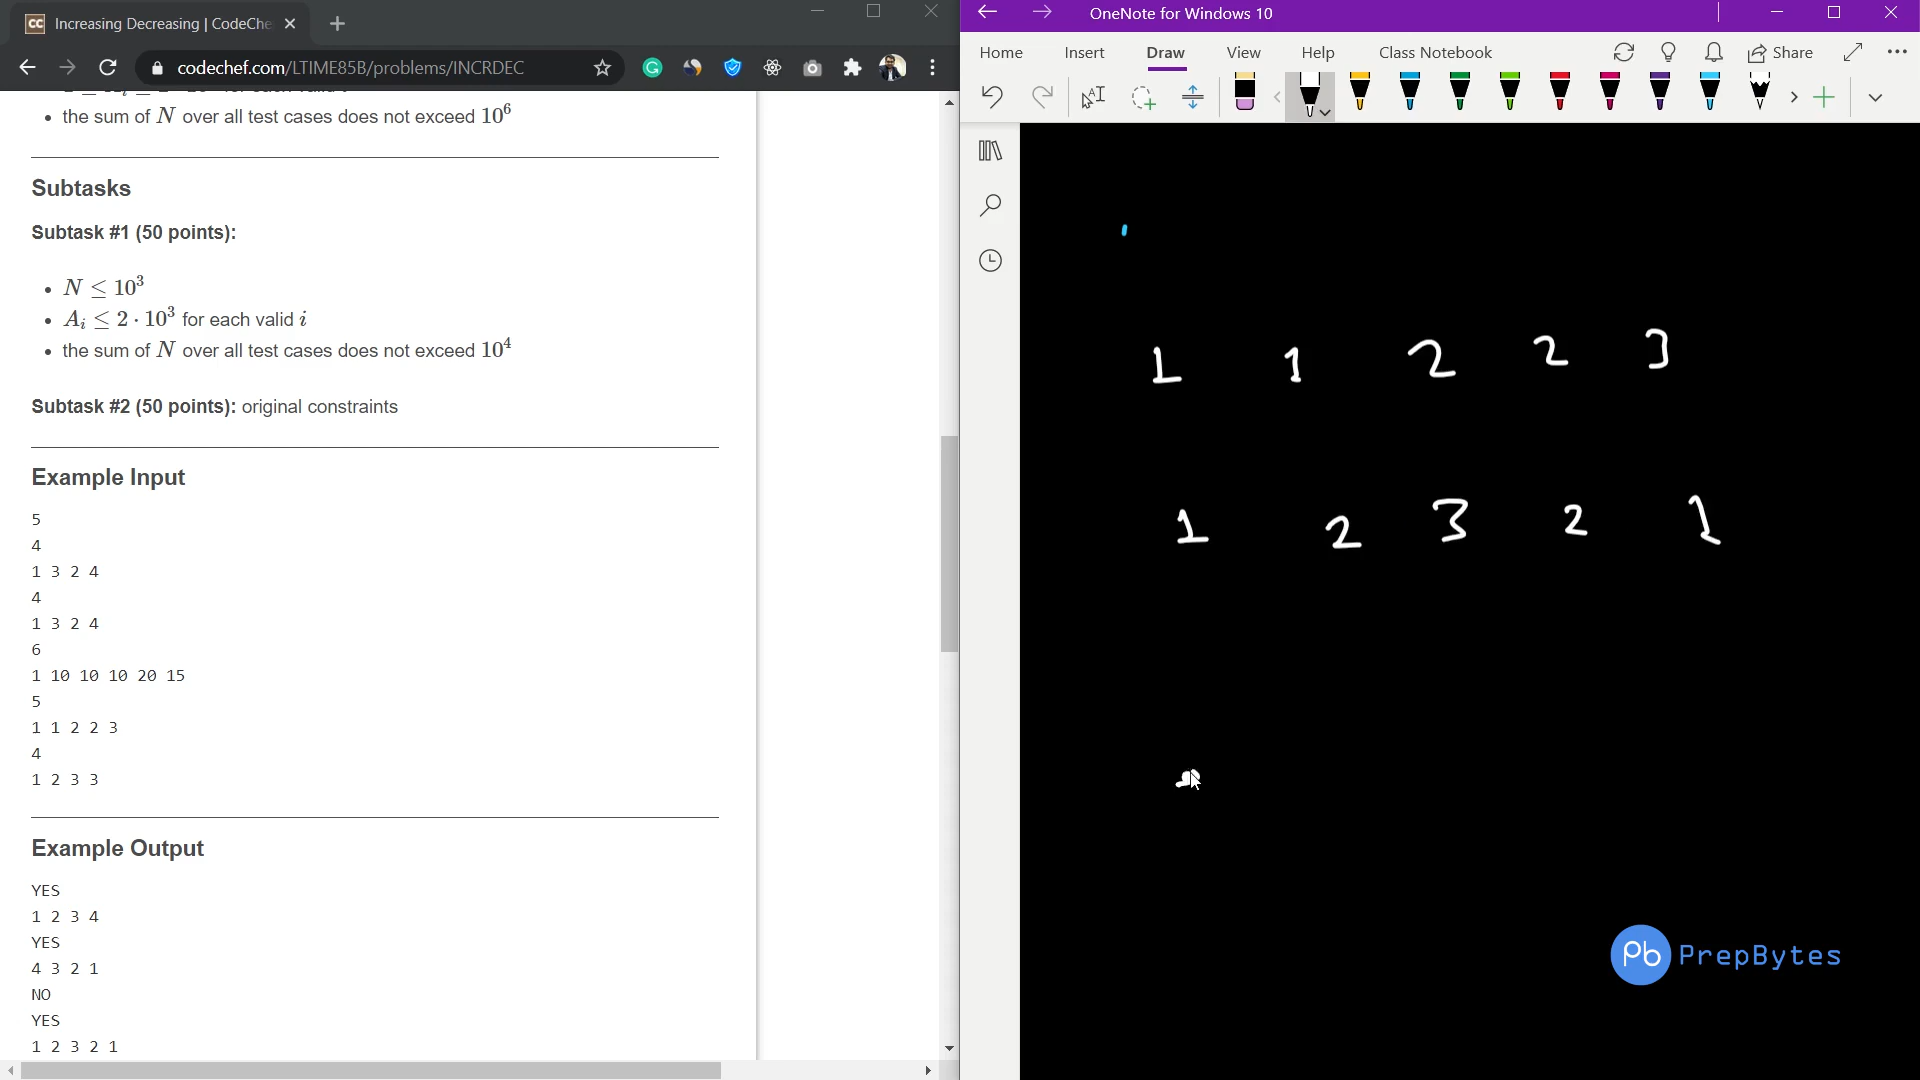 Increasing Decreasing | CodeChe
codechef.com/LTIME85B/problems/INCRDEC
• the sum of N over all test cases does not exceed 10^6
Subtasks
Subtask #1 (50 points):
• N ≤ 10^3
• A_i ≤ 2 · 10^3 for each valid i
• the sum of N over all test cases does not exceed 10^4
Subtask #2 (50 points): original constraints
Example Input
5
4
1 3 2 4
4
1 3 2 4
6
1 10 10 10 20 15
5
1 1 2 2 3
4
1 2 3 3
Example Output
YES
1 2 3 4
YES
4 3 2 1
NO
YES
1 2 3 2 1
OneNote for Windows 10
Home Insert Draw View Help Class Notebook Share
1 1 2 2 3
1 2 3 2 1
Pb PrepBytes